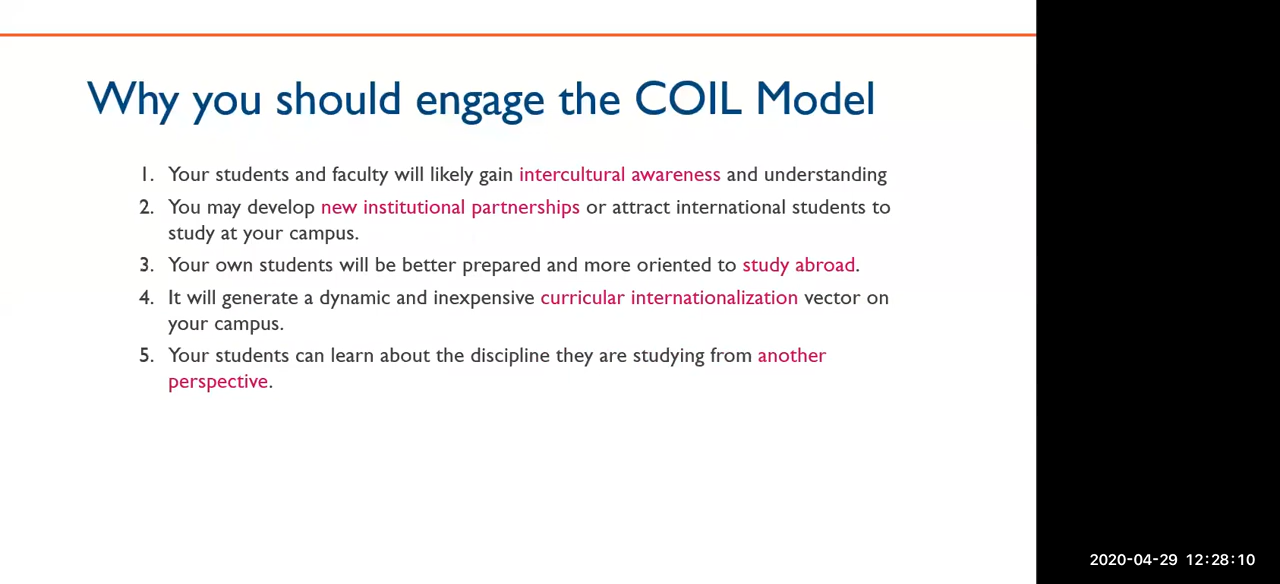 Why you should engage the COIL Model
1. Your students and faculty will likely gain intercultural awareness and understanding
2. You may develop new institutional partnerships or attract international students to
study at your campus.
3. Your own students will be better prepared and more oriented to study abroad.
4. It will generate a dynamic and inexpensive curricular internationalization vector on
your campus.
5. Your students can learn about the discipline they are studying from another
perspective.
2020-04-29 12:28:10